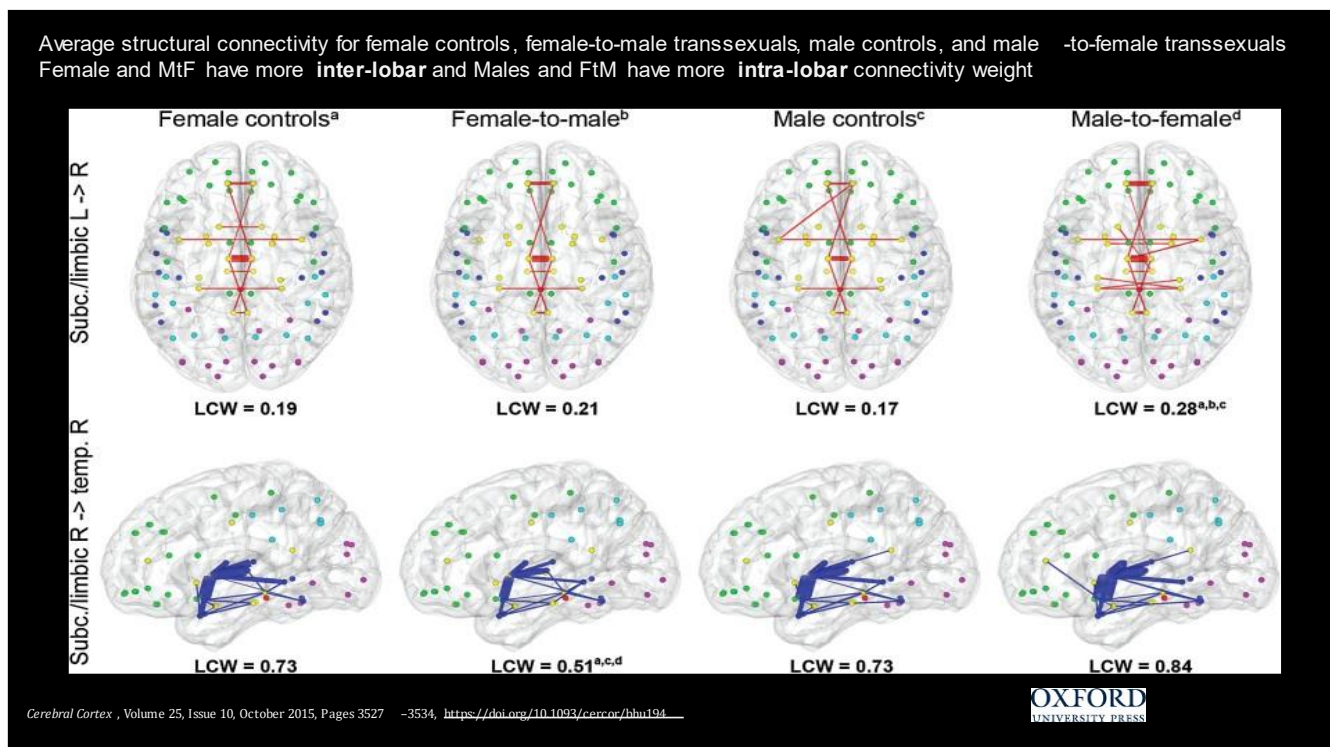 Average structural connectivity for female controls, female-to-male transsexuals, male controls, and male -to-female transsexuals
Female and MtF have more inter-lobar and Males and FtM have more intra-lobar connectivity weight
Female controlsᵃ Female-to-maleᵇ Male controlsᶜ Male-to-femaleᵈ
Subc./limbic L -> R
LCW = 0.19 LCW = 0.21 LCW = 0.17 LCW = 0.28ᵃ,ᵇ,ᶜ
Subc./limbic R -> temp. R
LCW = 0.73 LCW = 0.51ᵃ,ᶜ,ᵈ LCW = 0.73 LCW = 0.84
Cerebral Cortex , Volume 25, Issue 10, October 2015, Pages 3527 –3534, https://doi.org/10.1093/cercor/bhu194
OXFORD
UNIVERSITY PRESS